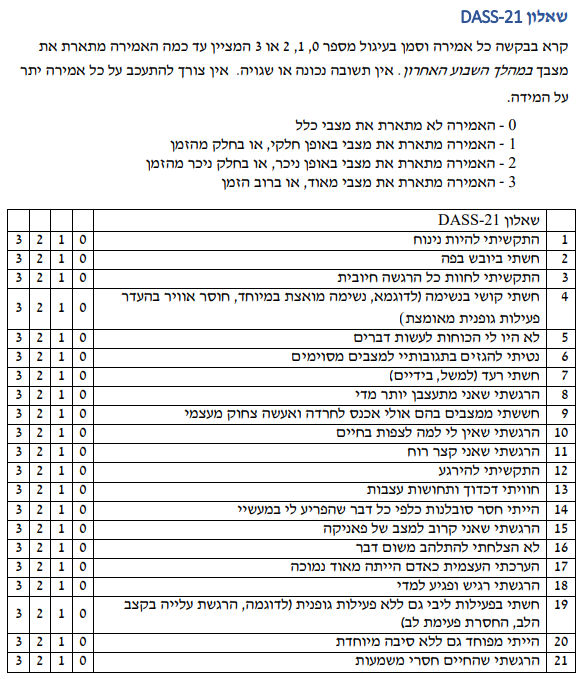 שאלון DASS-21
קרא בבקשה כל אמירה וסמן בעיגול מספר 0, 1, 2 או 3 המציין עד כמה האמירה מתארת את
מצבך במהלך השבוע האחרון. אין תשובה נכונה או שגויה. אין צורך להתעכב על כל אמירה יתר
על המידה.
0 - האמירה לא מתארת את מצבי כלל
1 - האמירה מתארת את מצבי באופן חלקי, או בחלק מהזמן
2 - האמירה מתארת את מצבי באופן ניכר, או בחלק ניכר מהזמן
3 - האמירה מתארת את מצבי מאוד, או ברוב הזמן
שאלון DASS-21
1 התקשיתי להיות נינוח 0 1 2 3
2 חשתי ביובש בפה 0 1 2 3
3 התקשיתי לחוות כל הרגשה חיובית 0 1 2 3
4 חשתי קושי בנשימה (לדוגמא, נשימה מואצת במיוחד, חוסר אוויר בהעדר 0 1 2 3
פעילות גופנית מאומצת)
5 לא היו לי הכוחות לעשות דברים 0 1 2 3
6 נטיתי להגזים בתגובותיי למצבים מסוימים 0 1 2 3
7 חשתי רעד (למשל, בידיים) 0 1 2 3
8 הרגשתי שאני מתעצבן יותר מדי 0 1 2 3
9 חששתי ממצבים בהם אולי אכנס לחרדה ואעשה צחוק מעצמי 0 1 2 3
10 הרגשתי שאין לי למה לצפות בחיים 0 1 2 3
11 הרגשתי שאני קצר רוח 0 1 2 3
12 התקשיתי להירגע 0 1 2 3
13 חוויתי דכדוך ותחושות עצבות 0 1 2 3
14 הייתי חסר סובלנות כלפי כל דבר שהפריע לי במעשיי 0 1 2 3
15 הרגשתי שאני קרוב למצב של פאניקה 0 1 2 3
16 לא הצלחתי להתלהב משום דבר 0 1 2 3
17 הערכתי העצמית כאדם הייתה מאוד נמוכה 0 1 2 3
18 הרגשתי רגיש ופגיע למדי 0 1 2 3
19 חשתי בפעילות ליבי גם ללא פעילות גופנית (לדוגמה, הרגשת עלייה בקצב 0 1 2 3
הלב, החסרת פעימת לב)
20 הייתי מפוחד גם ללא סיבה מיוחדת 0 1 2 3
21 הרגשתי שהחיים חסרי משמעות 0 1 2 3